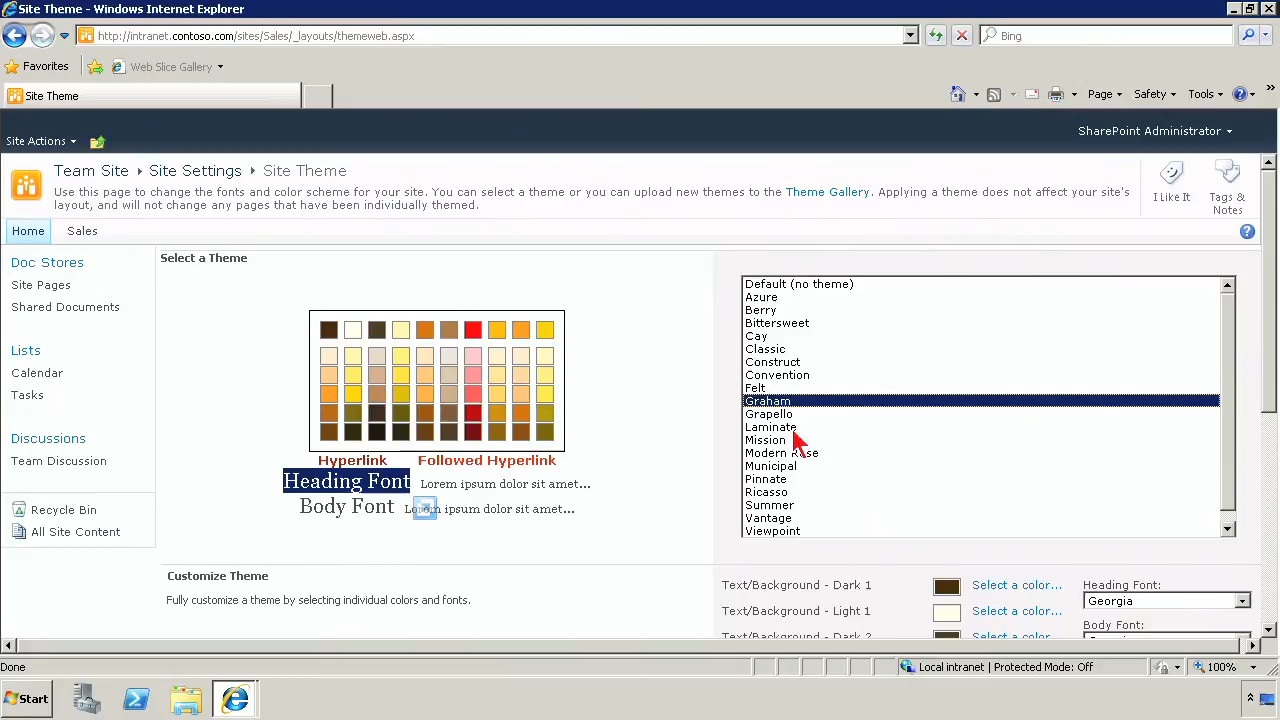 Site Theme - Windows Internet Explorer
http://intranet.contoso.com/sites/Sales/_layouts/themeweb.aspx
Bing
Favorites
Web Slice Gallery
Site Theme
Page
Safety
Tools
Site Actions
SharePoint Administrator
Team Site
Site Settings
Site Theme
Use this page to change the fonts and color scheme for your site. You can select a theme or you can upload new themes to the Theme Gallery. Applying a theme does not affect your site's
layout, and will not change any pages that have been individually themed.
I Like It
Tags &
Notes
Home
Sales
Doc Stores
Site Pages
Shared Documents
Lists
Calendar
Tasks
Discussions
Team Discussion
Recycle Bin
All Site Content
Select a Theme
Hyperlink
Followed Hyperlink
Heading Font
Lorem ipsum dolor sit amet...
Body Font
Lorem ipsum dolor sit amet...
Default (no theme)
Azure
Berry
Bittersweet
Cay
Classic
Construct
Convention
Felt
Graham
Grapello
Laminate
Mission
Modern Rose
Municipal
Pinnate
Ricasso
Summer
Vantage
Viewpoint
Customize Theme
Fully customize a theme by selecting individual colors and fonts.
Text/Background - Dark 1
Select a color...
Heading Font:
Georgia
Text/Background - Light 1
Select a color...
Body Font:
Text/Background - Dark 2
Select a color...
Done
Local intranet | Protected Mode: Off
100%
Start